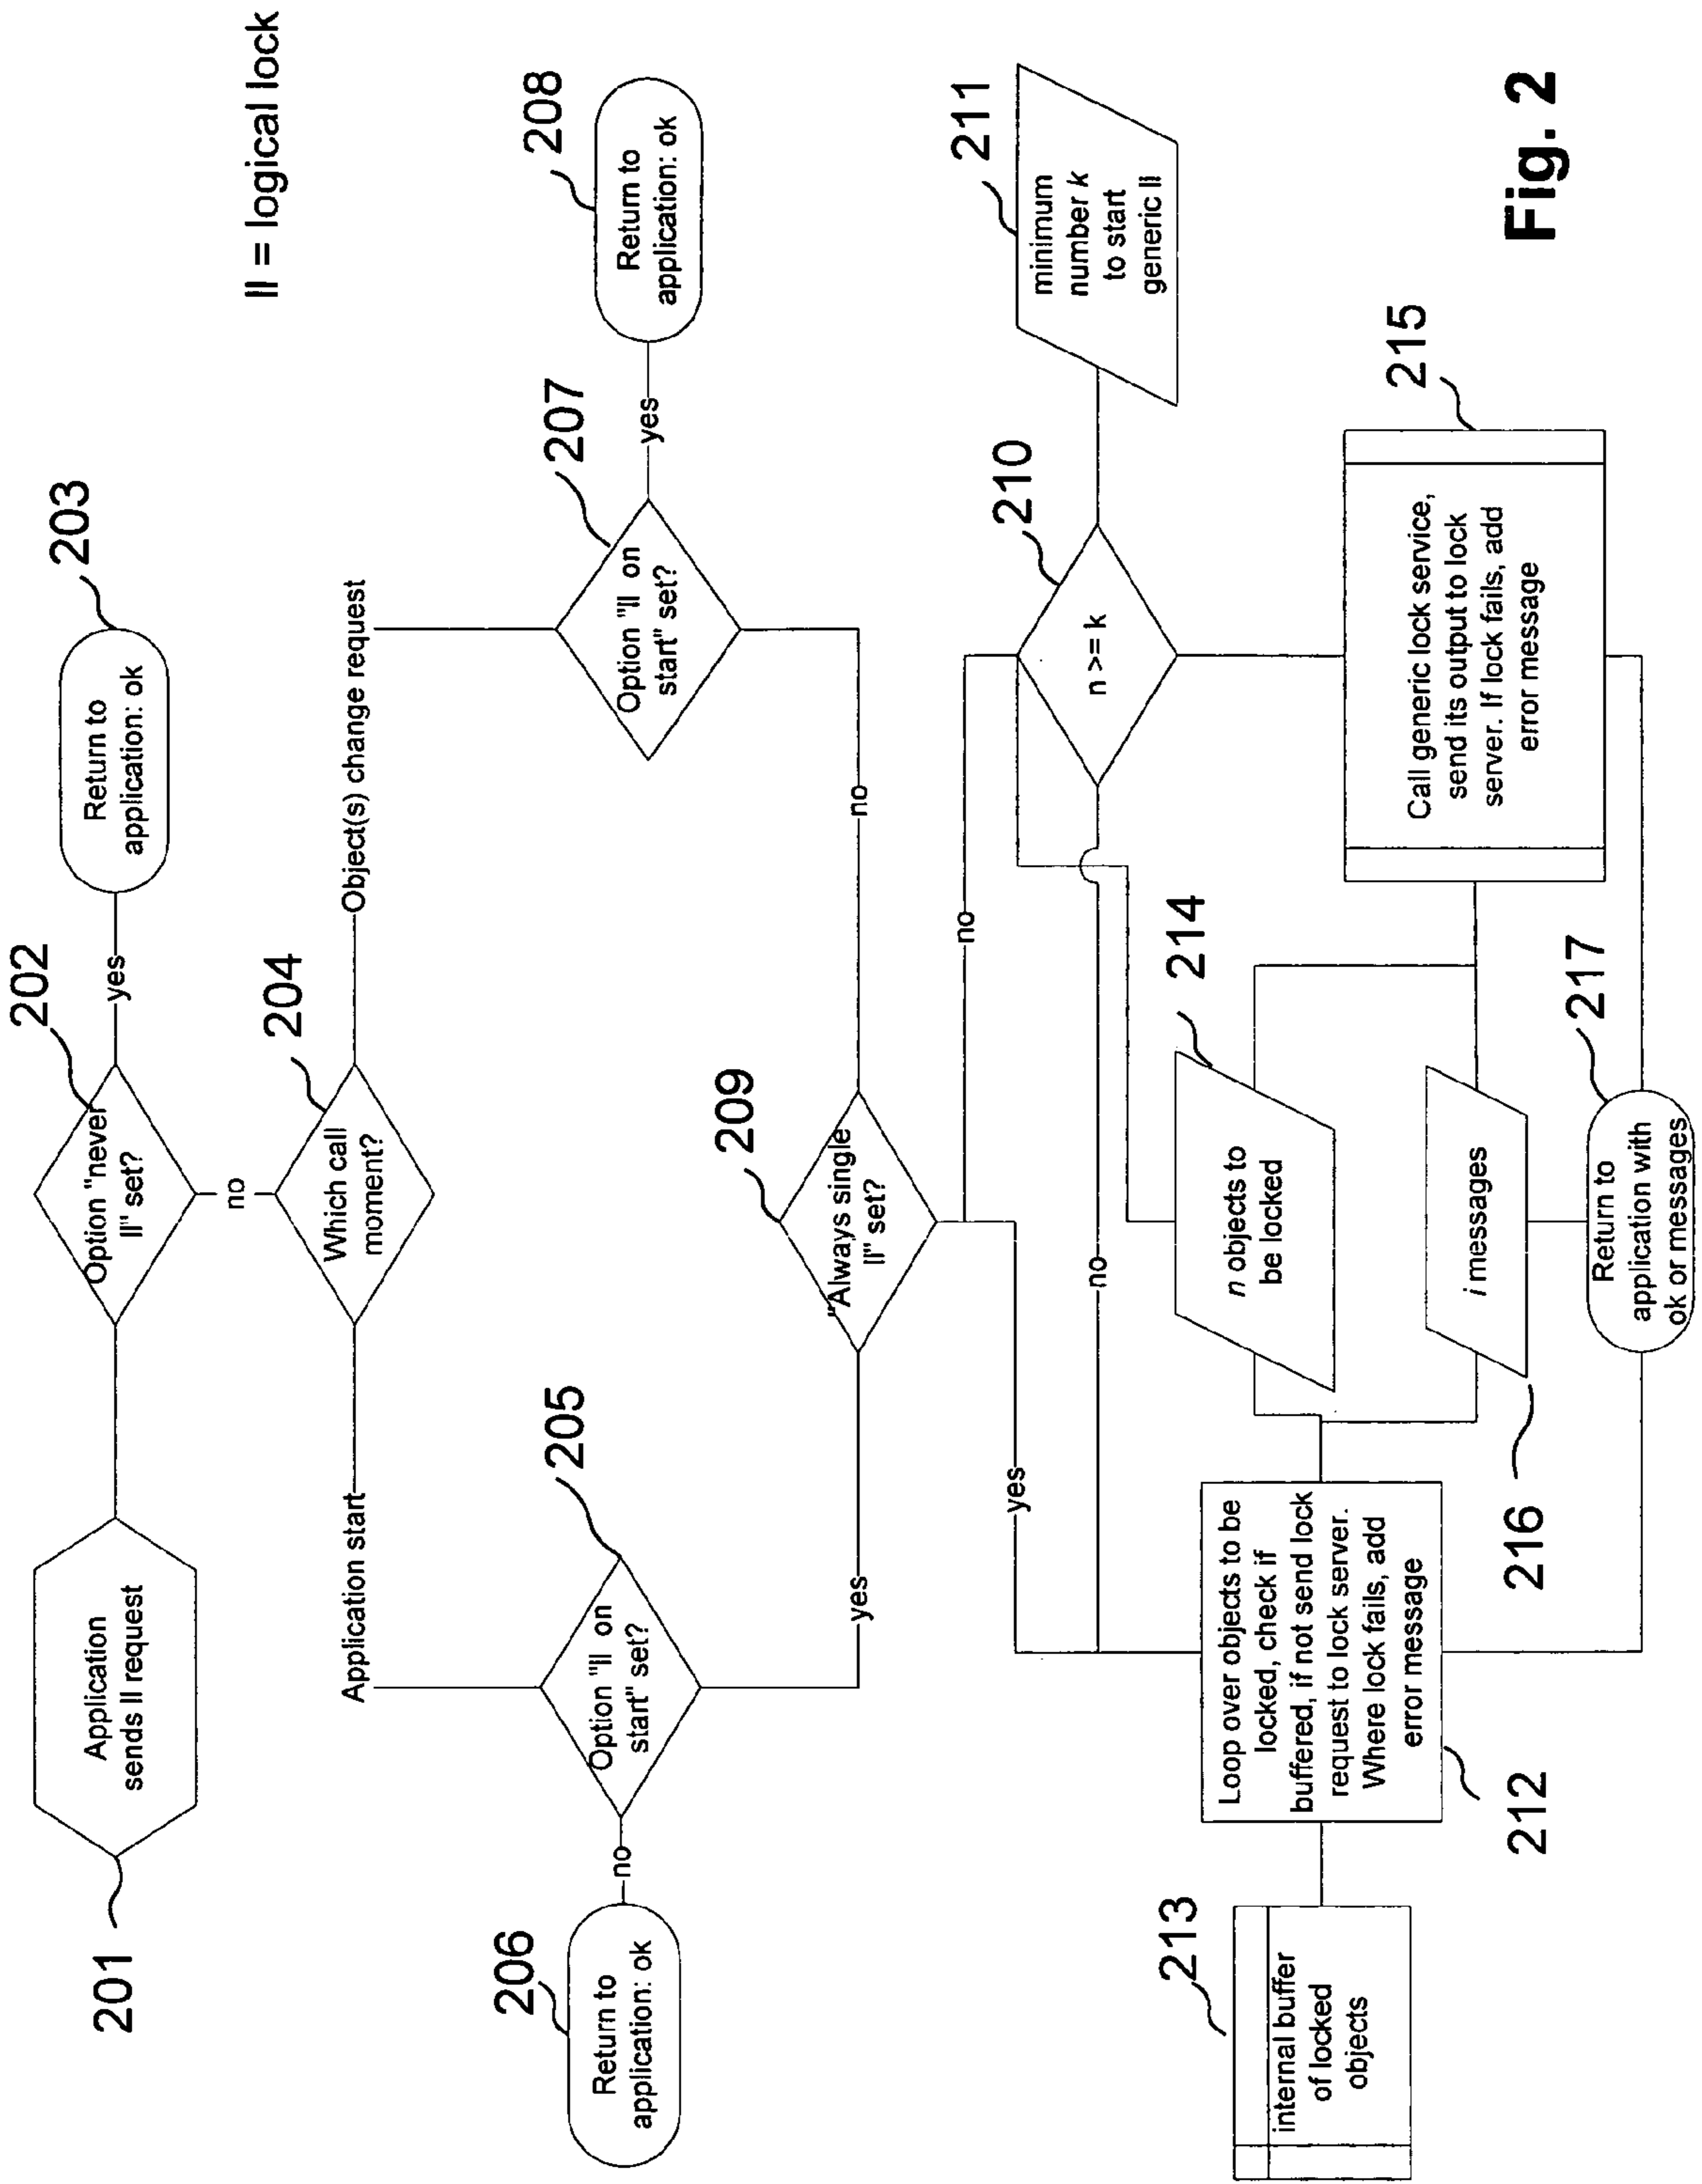 ll = logical lock
201
Application
sends ll request
202
Option "never
ll" set?
yes
203
Return to
application: ok
no
204
Which call
moment?
Application start
Object(s) change request
205
Option "ll on
start" set?
no
206
Return to
application: ok
yes
207
Option "ll on
start" set?
yes
208
Return to
application: ok
no
209
"Always single
ll" set?
no
yes
210
n >= k
no
211
minimum
number k
to start
generic ll
213
internal buffer
of locked
objects
212
Loop over objects to be
locked, check if
buffered, if not send lock
request to lock server.
Where lock fails, add
error message
214
n objects to
be locked
216
i messages
215
Call generic lock service,
send its output to lock
server. If lock fails, add
error message
217
Return to
application with
ok or messages
Fig. 2